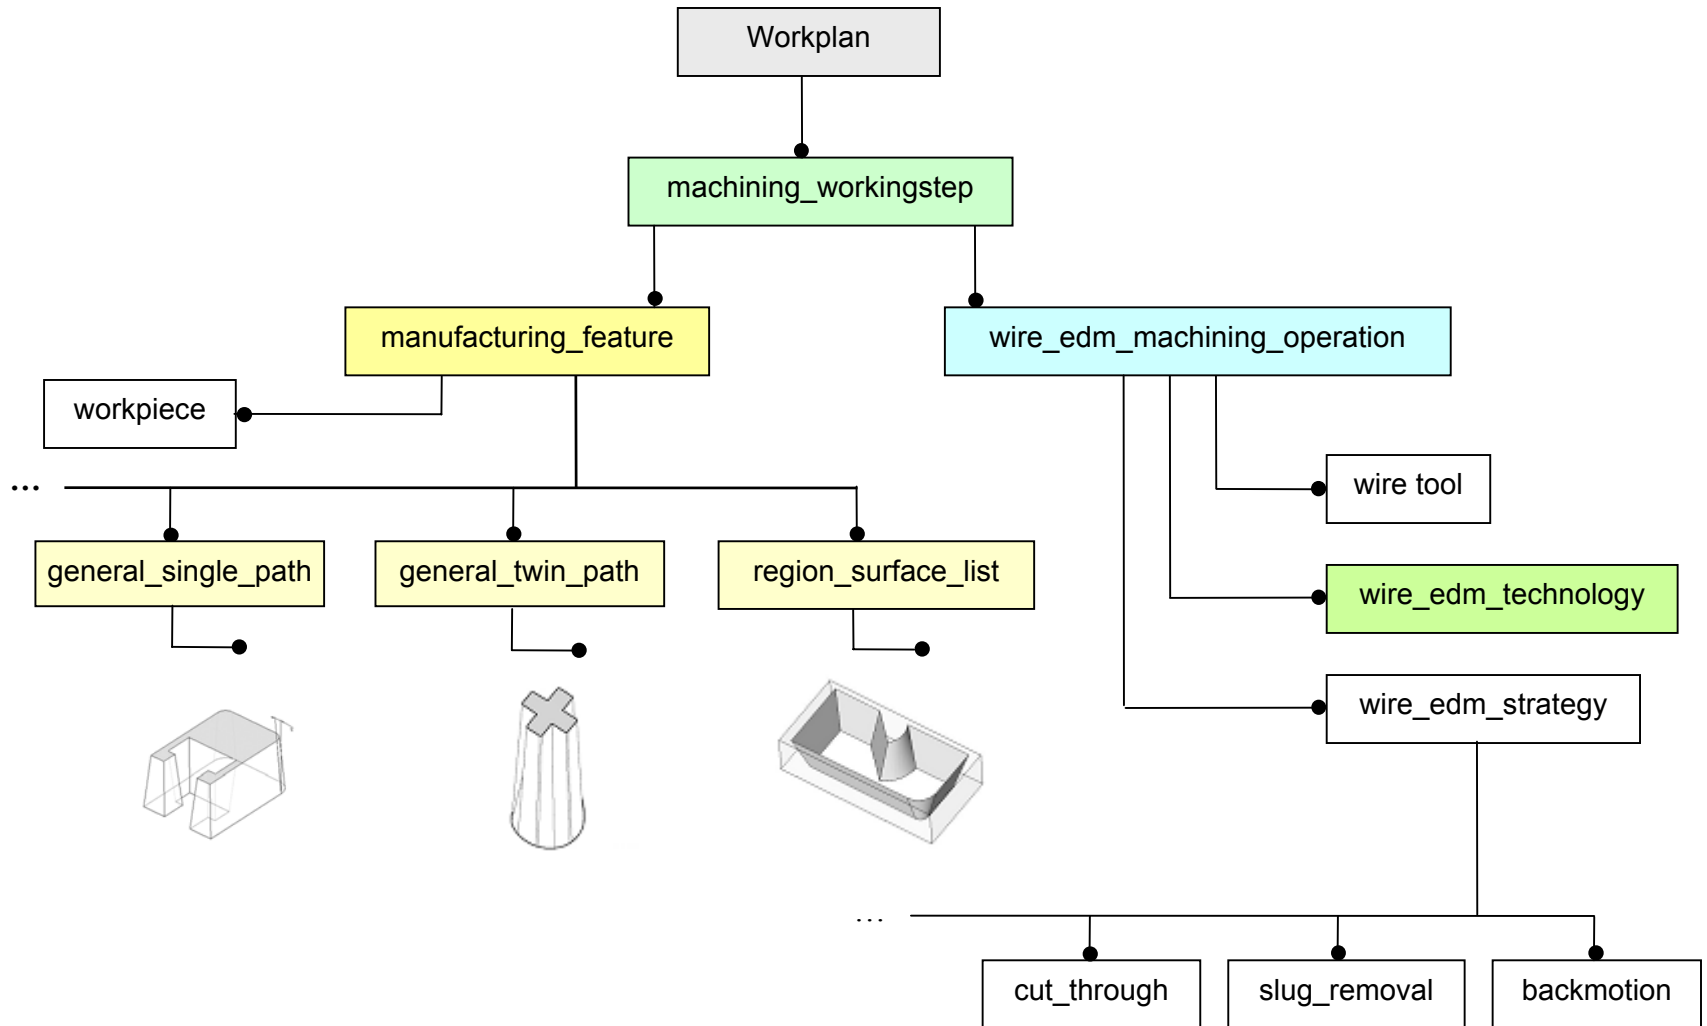 Workplan
machining_workingstep
manufacturing_feature
wire_edm_machining_operation
workpiece
wire tool
...
general_single_path
general_twin_path
region_surface_list
wire_edm_technology
wire_edm_strategy
...
cut_through
slug_removal
backmotion